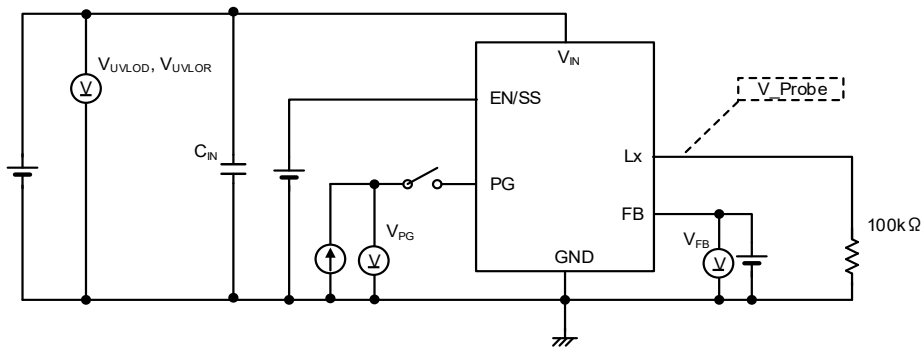 V_UVLOD, V_UVLOR
V
C_IN
V_IN
EN/SS
PG
V_PG
V
GND
Lx
FB
V_FB
V
V_Probe
100kΩ